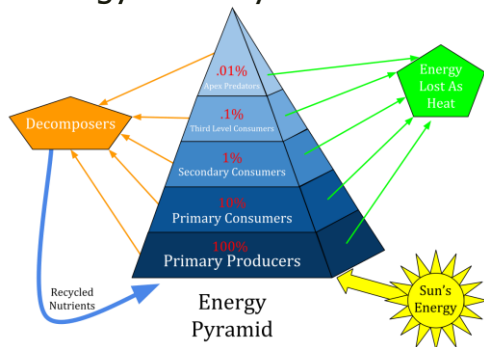 .01%
Apex Predators
.1%
Third Level Consumers
1%
Secondary Consumers
10%
Primary Consumers
100%
Primary Producers
Decomposers
Energy
Lost As
Heat
Recycled
Nutrients
Energy
Pyramid
Sun's
Energy